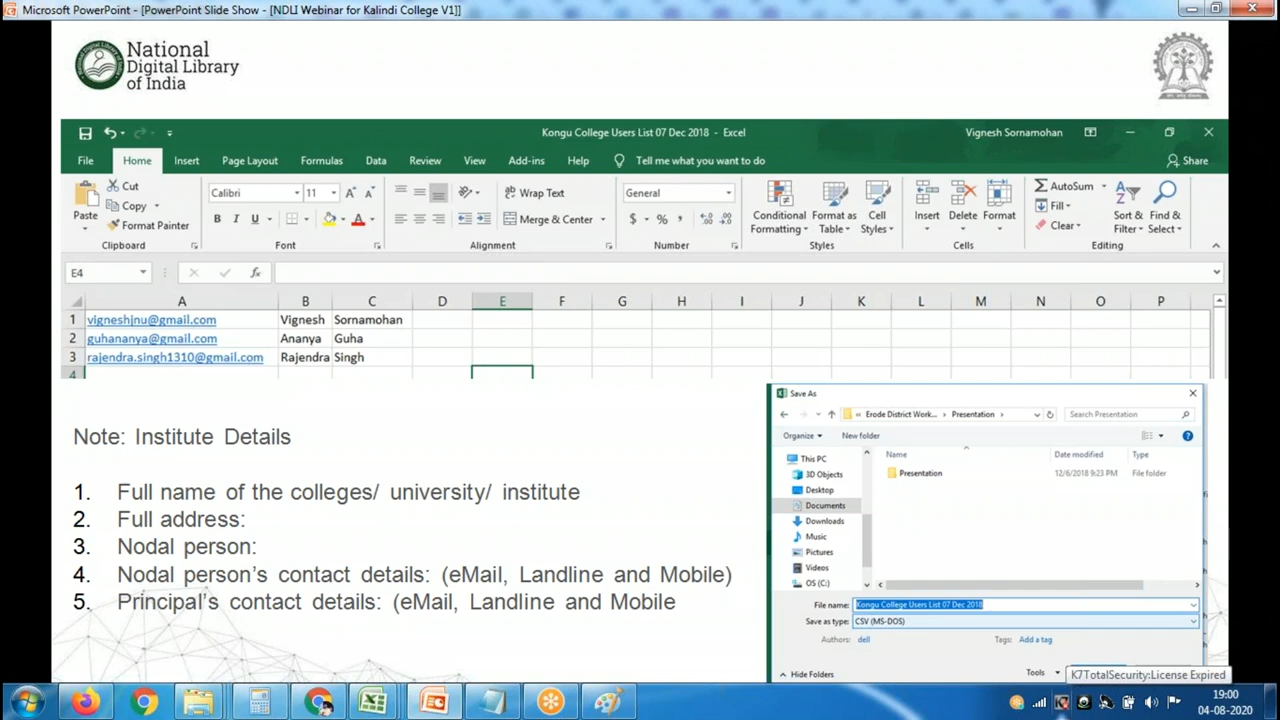 Microsoft PowerPoint - [PowerPoint Slide Show - [NDLI Webinar for Kalindi College V1]]
National
Digital Library
of India
Kongu College Users List 07 Dec 2018 - Excel
Vignesh Sornamohan
File Home Insert Page Layout Formulas Data Review View Add-ins Help Tell me what you want to do Share
Paste
Cut
Copy
Format Painter
Clipboard
Calibri 11
B I U
Font
Wrap Text
Merge & Center
Alignment
General
$ % ,
Number
Conditional
Formatting
Format as
Table
Cell
Styles
Styles
Insert Delete Format
Cells
AutoSum
Fill
Clear
Sort &
Filter
Find &
Select
Editing
E4
fx
A B C D E F G H I J K L M N O P
1 vigneshjnu@gmail.com Vignesh Sornamohan
2 guhananya@gmail.com Ananya Guha
3 rajendra.singh1310@gmail.com Rajendra Singh
4
Note: Institute Details
1. Full name of the colleges/ university/ institute
2. Full address:
3. Nodal person:
4. Nodal person's contact details: (eMail, Landline and Mobile)
5. Principal's contact details: (eMail, Landline and Mobile
Save As
« Erode District Work... › Presentation ›
Search Presentation
Organize
New folder
This PC
3D Objects
Desktop
Documents
Downloads
Music
Pictures
Videos
OS (C:)
Name Date modified Type
Presentation 12/6/2018 9:23 PM File folder
File name: Kongu College Users List 07 Dec 2018
Save as type: CSV (MS-DOS)
Authors: dell
Tags: Add a tag
Hide Folders
Tools
K7TotalSecurity:License Expired
19:00
04-08-2020